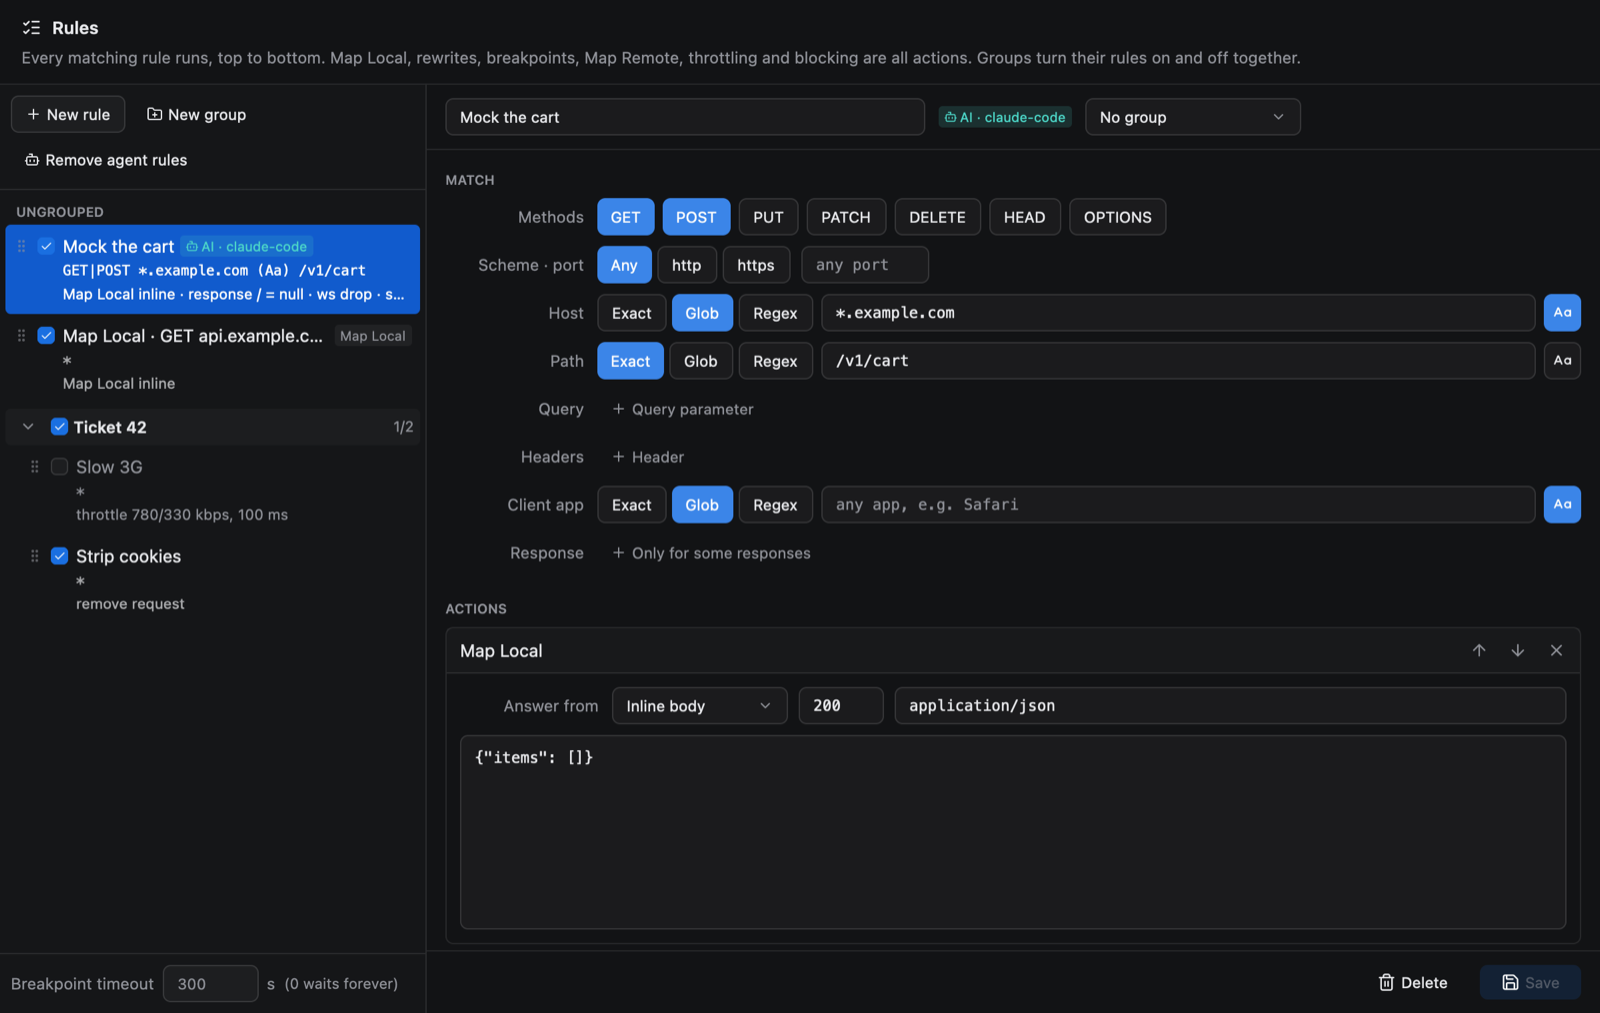 Rules
Every matching rule runs, top to bottom. Map Local, rewrites, breakpoints, Map Remote, throttling and blocking are all actions. Groups turn their rules on and off together.
New rule
New group
Remove agent rules
UNGROUPED
Mock the cart AI · claude-code
GET|POST *.example.com (Aa) /v1/cart
Map Local inline · response / = null · ws drop · s...
Map Local · GET api.example.c... Map Local
*
Map Local inline
Ticket 42 1/2
Slow 3G
*
throttle 780/330 kbps, 100 ms
Strip cookies
*
remove request
Breakpoint timeout 300 s (0 waits forever)
Mock the cart AI · claude-code No group
MATCH
Methods GET POST PUT PATCH DELETE HEAD OPTIONS
Scheme · port Any http https any port
Host Exact Glob Regex *.example.com Aa
Path Exact Glob Regex /v1/cart Aa
Query + Query parameter
Headers + Header
Client app Exact Glob Regex any app, e.g. Safari Aa
Response + Only for some responses
ACTIONS
Map Local
Answer from Inline body 200 application/json
{"items": []}
Delete Save